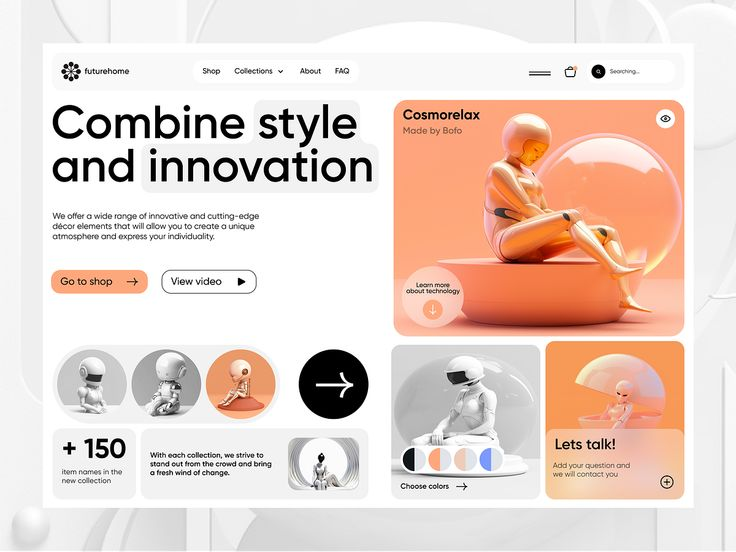 futurehome
Shop
Collections
About
FAQ
Searching...
Combine style
and innovation
We offer a wide range of innovative and cutting-edge
décor elements that will allow you to create a unique
atmosphere and express your individuality.
Go to shop
View video
Cosmorelax
Made by Bofo
Learn more
about technology
+ 150
item names in the
new collection
With each collection, we strive to
stand out from the crowd and bring
a fresh wind of change.
Choose colors
Lets talk!
Add your question and
we will contact you